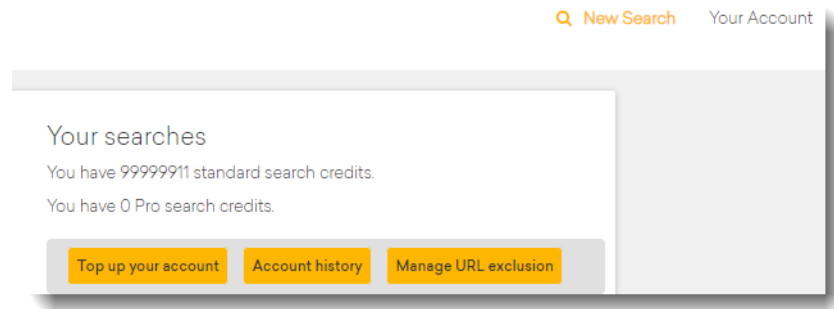 New Search Your Account
Your searches
You have 99999911 standard search credits.
You have 0 Pro search credits.
Top up your account Account history Manage URL exclusion